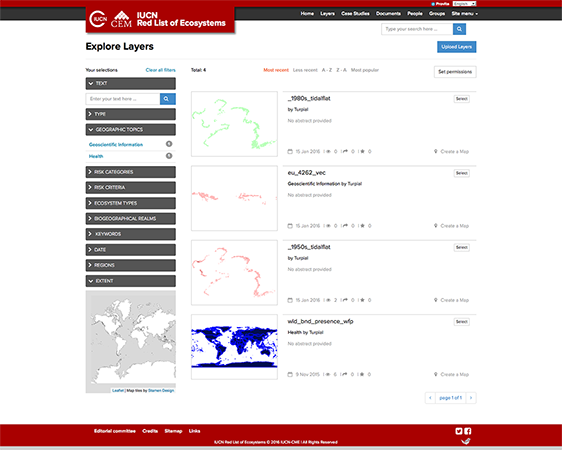 Provita English
IUCN
CEM
IUCN
Red List of Ecosystems
Home Layers Case Studies Documents People Groups Site menu
Type your search here ...
Explore Layers
Upload Layers
Your selections Clear all filters
Total: 4 Most recent Less recent A - Z Z - A Most popular
Set permissions
TEXT
Enter your text here ...
TYPE
GEOGRAPHIC TOPICS
Geoscientific Information 1
Health 1
RISK CATEGORIES
RISK CRITERIA
ECOSYSTEM TYPES
BIOGEOGRAPHICAL REALMS
KEYWORDS
DATE
REGIONS
EXTENT
Leaflet | Map tiles by Stamen Design
_1980s_tidalflat Select
by Turpial
No abstract provided
15 Jan 2016 | 0 | 0 | 0 Create a Map
eu_4262_vec Select
Geoscientific Information by Turpial
No abstract provided
15 Jan 2016 | 0 | 0 | 0 Create a Map
_1950s_tidalflat Select
by Turpial
No abstract provided
15 Jan 2016 | 2 | 0 | 0 Create a Map
wld_bnd_presence_wfp Select
Health by Turpial
No abstract provided
9 Nov 2015 | 6 | 0 | 0 Create a Map
< page 1 of 1 >
Editorial committee Credits Sitemap Links
IUCN Red List of Ecosystems © 2016 IUCN-CME | All Rights Reserved